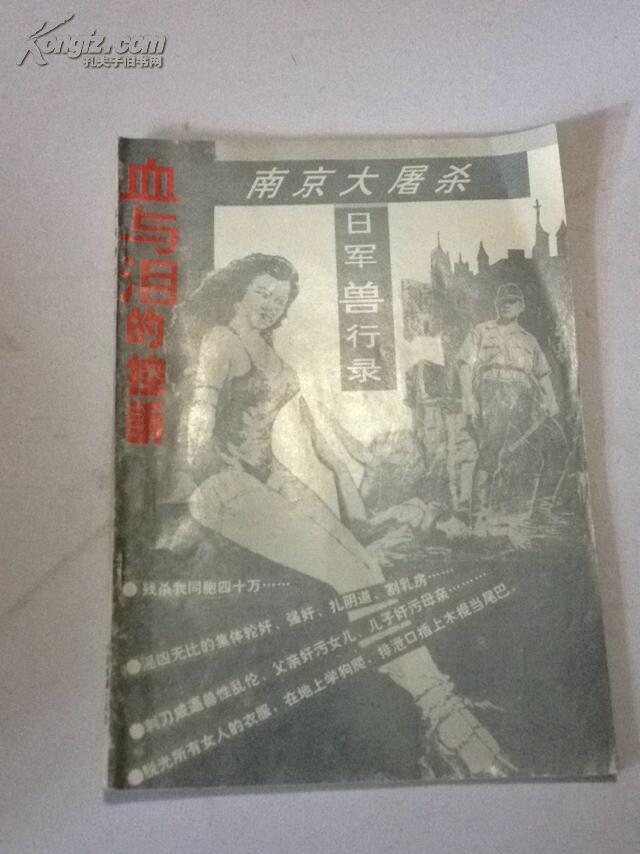 Kongfz.com
孔夫子旧书网
南京大屠杀
血与泪的控诉
日军兽行录
●残杀我同胞四十万……
●淫凶无比的集体轮奸、强奸、扎阴道、割乳房……
●刺刀威逼兽性乱伦、父亲奸污女儿、儿子奸污母亲………
●脱光所有女人的衣服，在地上学狗爬，排泄口插上木棍当尾巴。